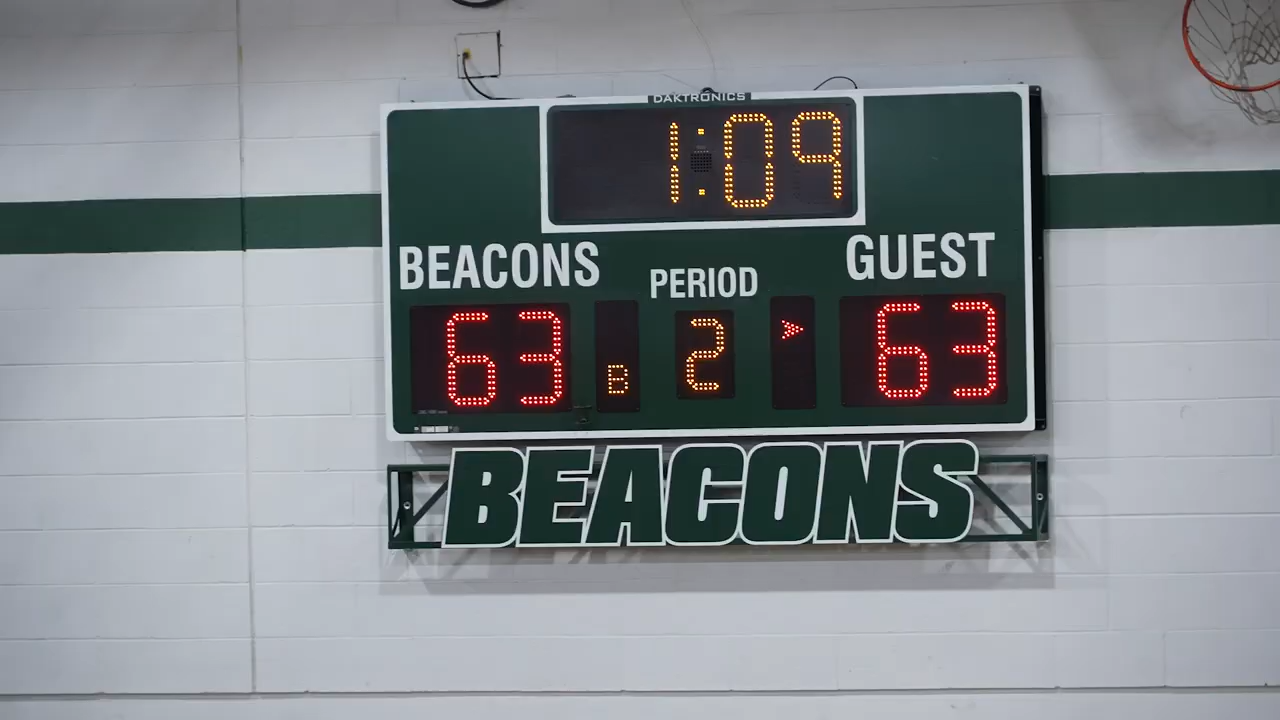 DAKTRONICS
1:09
BEACONS
PERIOD
GUEST
63
B
2
63
BEACONS